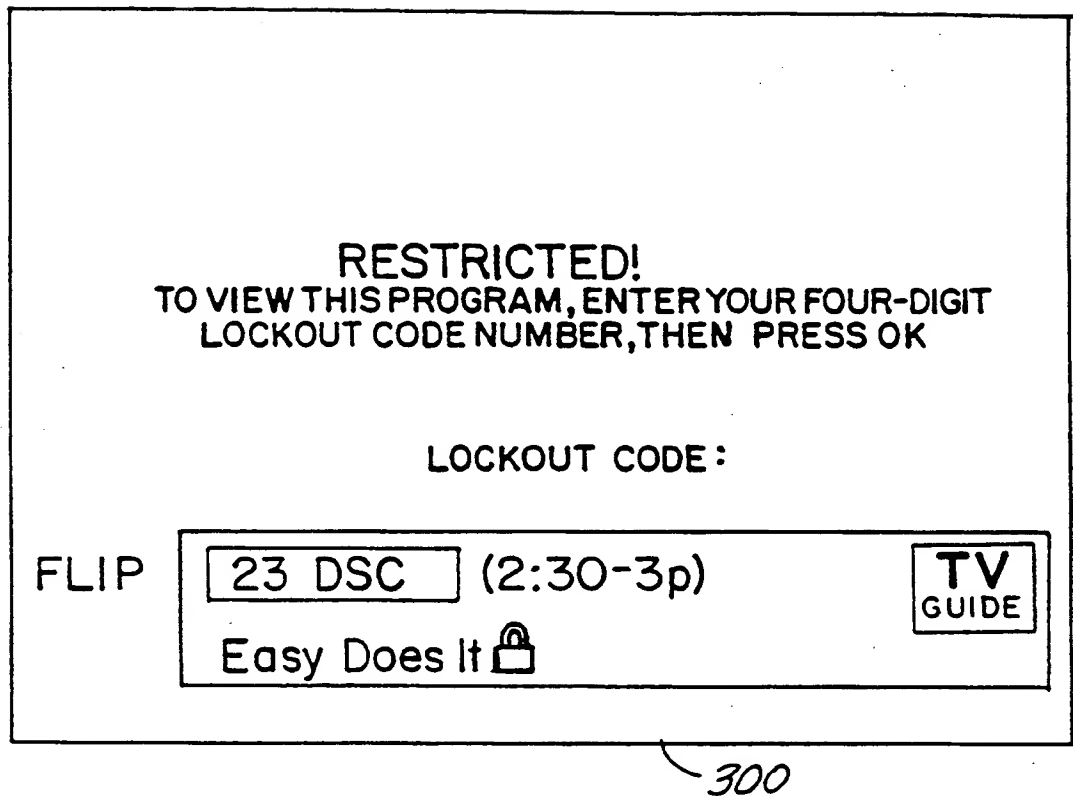 RESTRICTED!
TO VIEW THIS PROGRAM, ENTER YOUR FOUR-DIGIT
LOCKOUT CODE NUMBER, THEN PRESS OK
LOCKOUT CODE:
FLIP
23 DSC (2:30-3p)
TV
GUIDE
Easy Does It
300